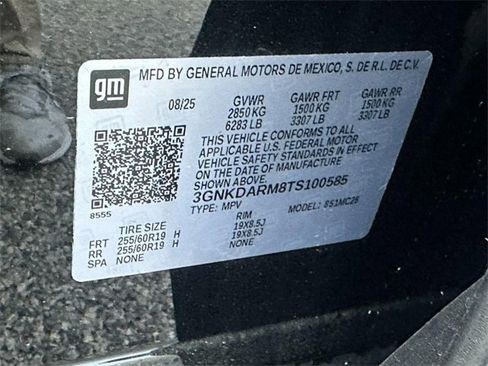 gm
MFD BY GENERAL MOTORS DE MEXICO, S. DE R.L. DE C.V.
08/25 GVWR GAWR FRT GAWR RR
2850 KG 1500 KG 1500 KG
6283 LB 3307 LB 3307 LB
THIS VEHICLE CONFORMS TO ALL
APPLICABLE U.S. FEDERAL MOTOR
VEHICLE SAFETY STANDARDS IN EFFECT
ON THE DATE OF MANUFACTURE SHOWN ABOVE.
3GNKDARM8TS100585
8555 TYPE: MPV MODEL: 851MC26
TIRE SIZE RIM
FRT 255/60R19 H 19X8.5J
RR 255/60R19 H 19X8.5J
SPA NONE NONE